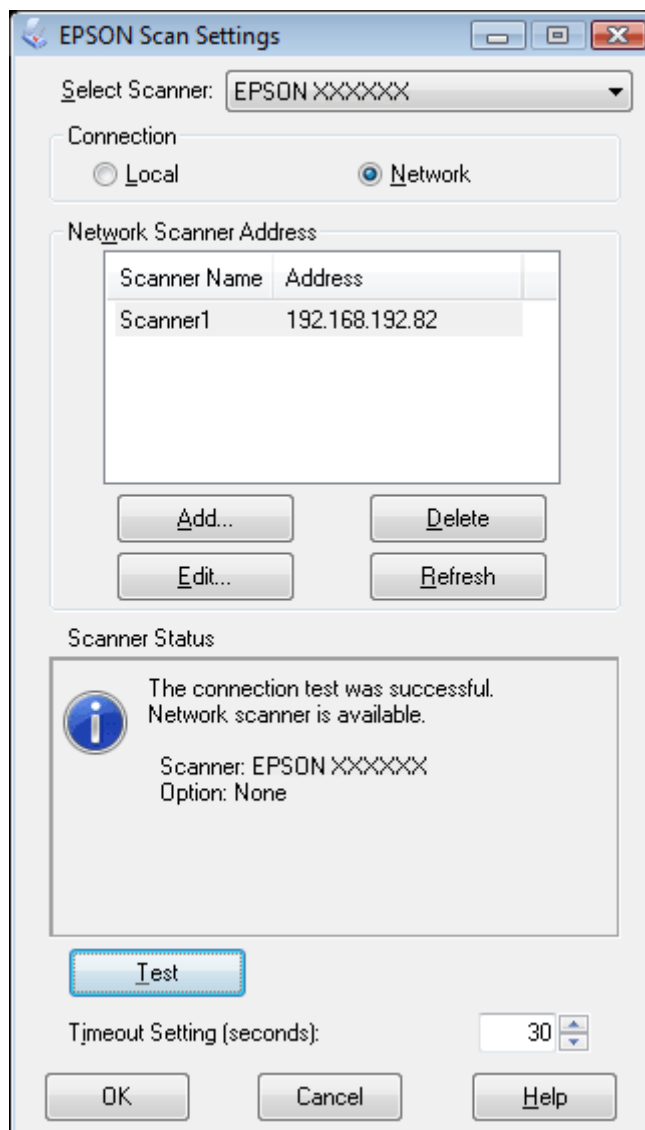 EPSON Scan Settings
Select Scanner: EPSON XXXXXX
Connection
Local Network
Network Scanner Address
Scanner Name Address
Scanner1 192.168.192.82
Add... Delete
Edit... Refresh
Scanner Status
The connection test was successful.
Network scanner is available.
Scanner: EPSON XXXXXX
Option: None
Test
Timeout Setting (seconds): 30
OK Cancel Help